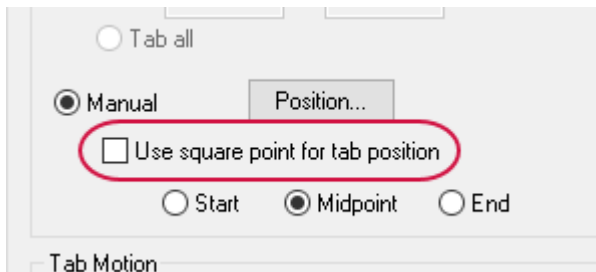 Tab all
Manual Position...
Use square point for tab position
Start Midpoint End
Tab Motion